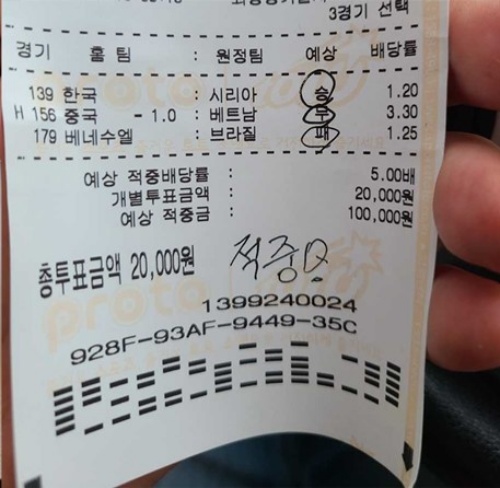 3경기 선택
경기 홈 팀 : 원정팀 예상 배당률
139 한국 : 시리아 승 1.20
H 156 중국 - 1.0 : 베트남 무 3.30
179 베네수엘 : 브라질 패 1.25
예상 적중배당률 : 5.00배
개별투표금액 : 20,000원
예상 적중금 : 100,000원
총투표금액 20,000원 적중Q
proto
1399240024
928F-93AF-9449-35C